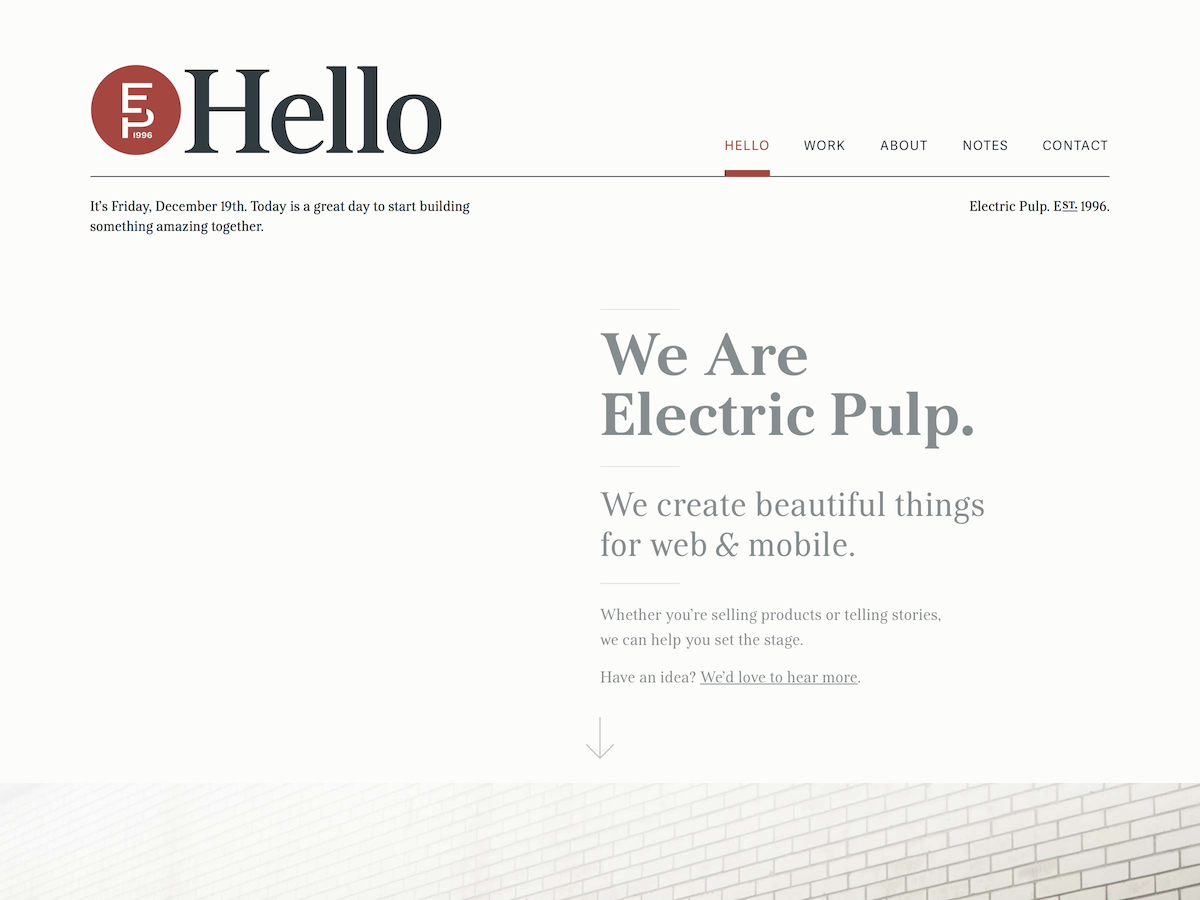 EP
1996
Hello
HELLO WORK ABOUT NOTES CONTACT
It’s Friday, December 19th. Today is a great day to start building
something amazing together.
Electric Pulp. EST. 1996.
We Are
Electric Pulp.
We create beautiful things
for web & mobile.
Whether you’re selling products or telling stories,
we can help you set the stage.
Have an idea? We’d love to hear more.